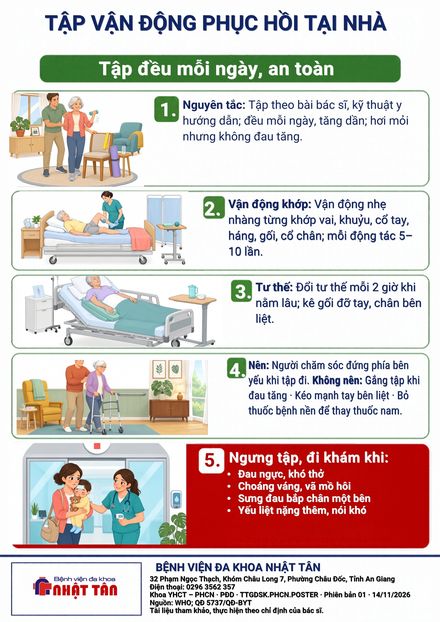 TẬP VẬN ĐỘNG PHỤC HỒI TẠI NHÀ
Tập đều mỗi ngày, an toàn
1.
Nguyên tắc: Tập theo bài bác sĩ, kỹ thuật y
hướng dẫn; đều mỗi ngày, tăng dần; hơi mỏi
nhưng không đau tăng.
2.
Vận động khớp: Vận động nhẹ
nhàng từng khớp vai, khuỷu, cổ tay,
háng, gối, cổ chân; mỗi động tác 5–
10 lần.
3.
Tư thế: Đổi tư thế mỗi 2 giờ khi
nằm lâu; kê gối đỡ tay, chân bên
liệt.
4.
Nên: Người chăm sóc đứng phía bên
yếu khi tập đi. Không nên: Gắng tập khi
đau tăng · Kéo mạnh tay bên liệt · Bỏ
thuốc bệnh nền để thay thuốc nam.
5.
Ngưng tập, đi khám khi:
• Đau ngực, khó thở
• Choáng váng, vã mồ hôi
• Sưng đau bắp chân một bên
• Yếu liệt nặng thêm, nói khó
Bệnh viện đa khoa
NHẬT TÂN
BỆNH VIỆN ĐA KHOA NHẬT TÂN
32 Phạm Ngọc Thạch, Khóm Châu Long 7, Phường Châu Đốc, Tỉnh An Giang
Điện thoại: 0296 3562 357
Khoa YHCT – PHCN · PĐD · TTGDSK.PHCN.POSTER · Phiên bản 01 · 14/11/2026
Nguồn: WHO; QĐ 5737/QĐ-BYT
Tài liệu tham khảo, thực hiện theo chỉ định của bác sĩ.